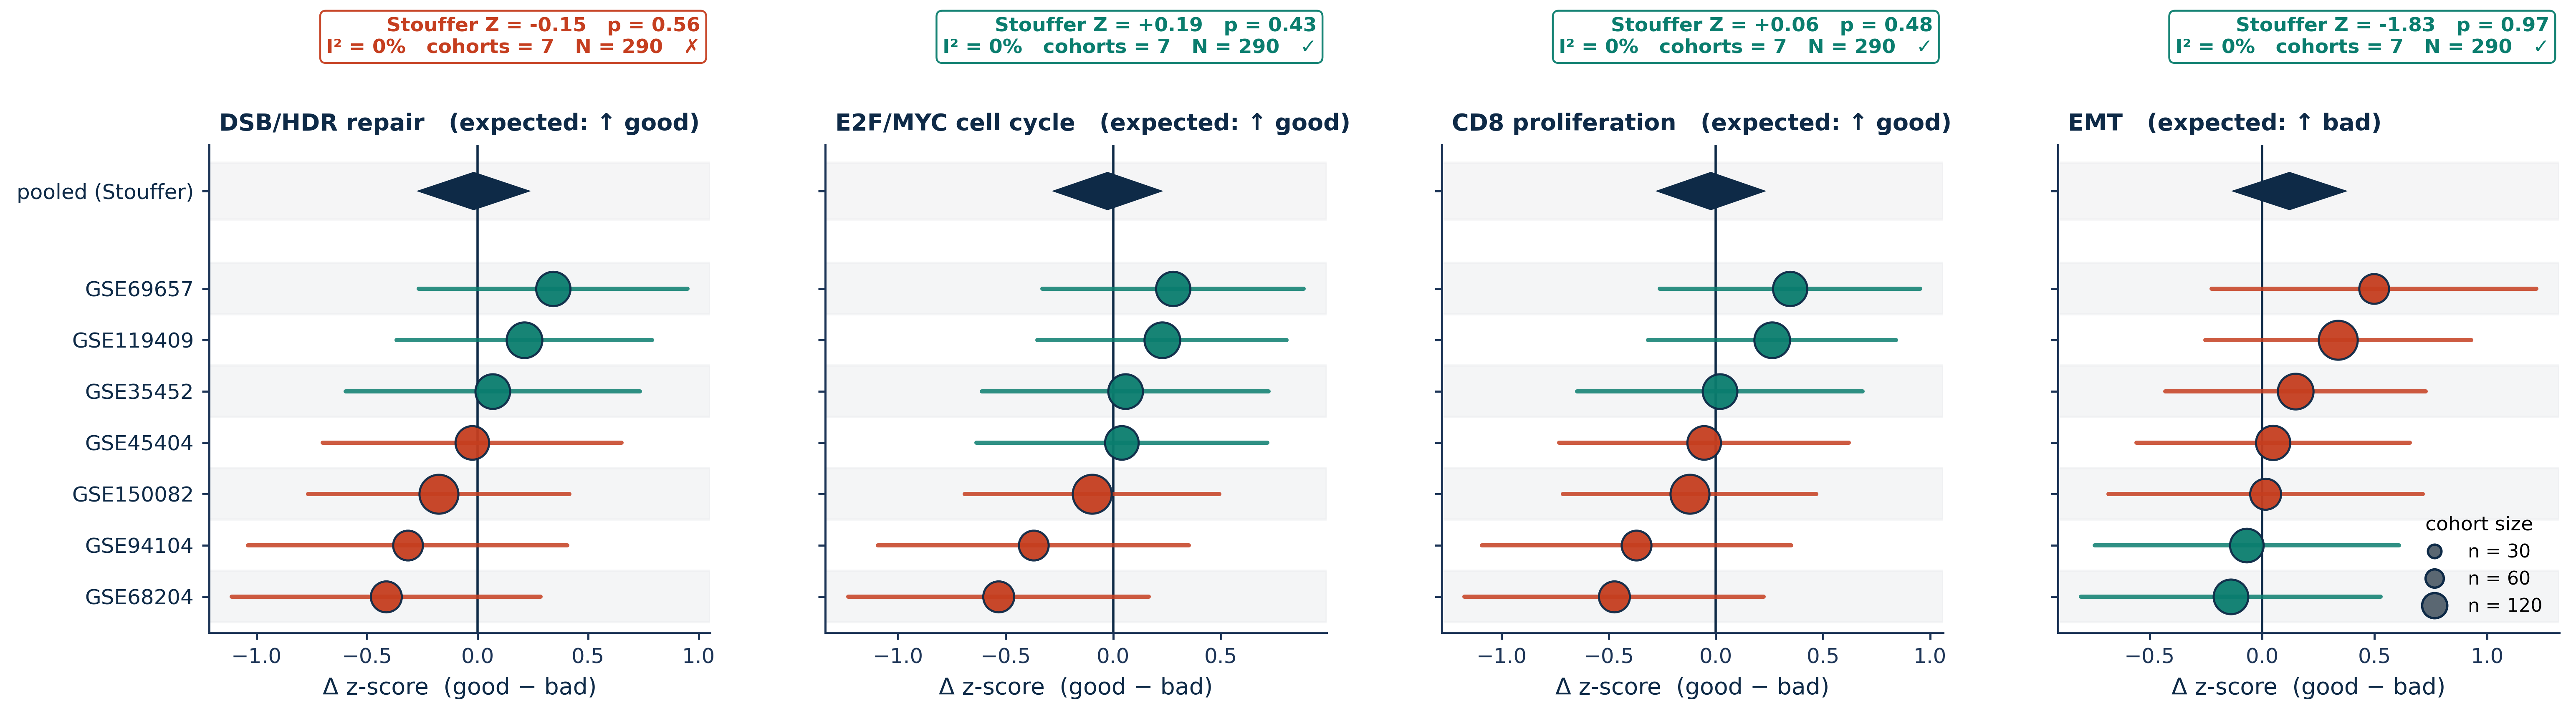 Stouffer Z = -0.15   p = 0.56
I² = 0%   cohorts = 7   N = 290   ✗
Stouffer Z = +0.19   p = 0.43
I² = 0%   cohorts = 7   N = 290   ✓
Stouffer Z = +0.06   p = 0.48
I² = 0%   cohorts = 7   N = 290   ✓
Stouffer Z = -1.83   p = 0.97
I² = 0%   cohorts = 7   N = 290   ✓
DSB/HDR repair   (expected: ↑ good)
E2F/MYC cell cycle   (expected: ↑ good)
CD8 proliferation   (expected: ↑ good)
EMT   (expected: ↑ bad)
pooled (Stouffer)
GSE69657
GSE119409
GSE35452
GSE45404
GSE150082
GSE94104
GSE68204
cohort size
n = 30
n = 60
n = 120
−1.0 −0.5 0.0 0.5 1.0
−1.0 −0.5 0.0 0.5
−1.0 −0.5 0.0 0.5 1.0
−0.5 0.0 0.5 1.0
Δ z-score  (good − bad)
Δ z-score  (good − bad)
Δ z-score  (good − bad)
Δ z-score  (good − bad)